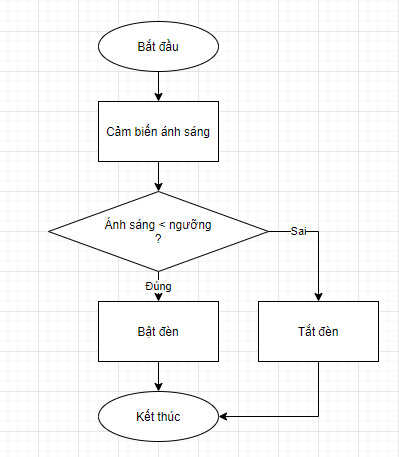 Bắt đầu
Cảm biến ánh sáng
Ánh sáng < ngưỡng
?
Sai
Đúng
Bật đèn
Tắt đèn
Kết thúc